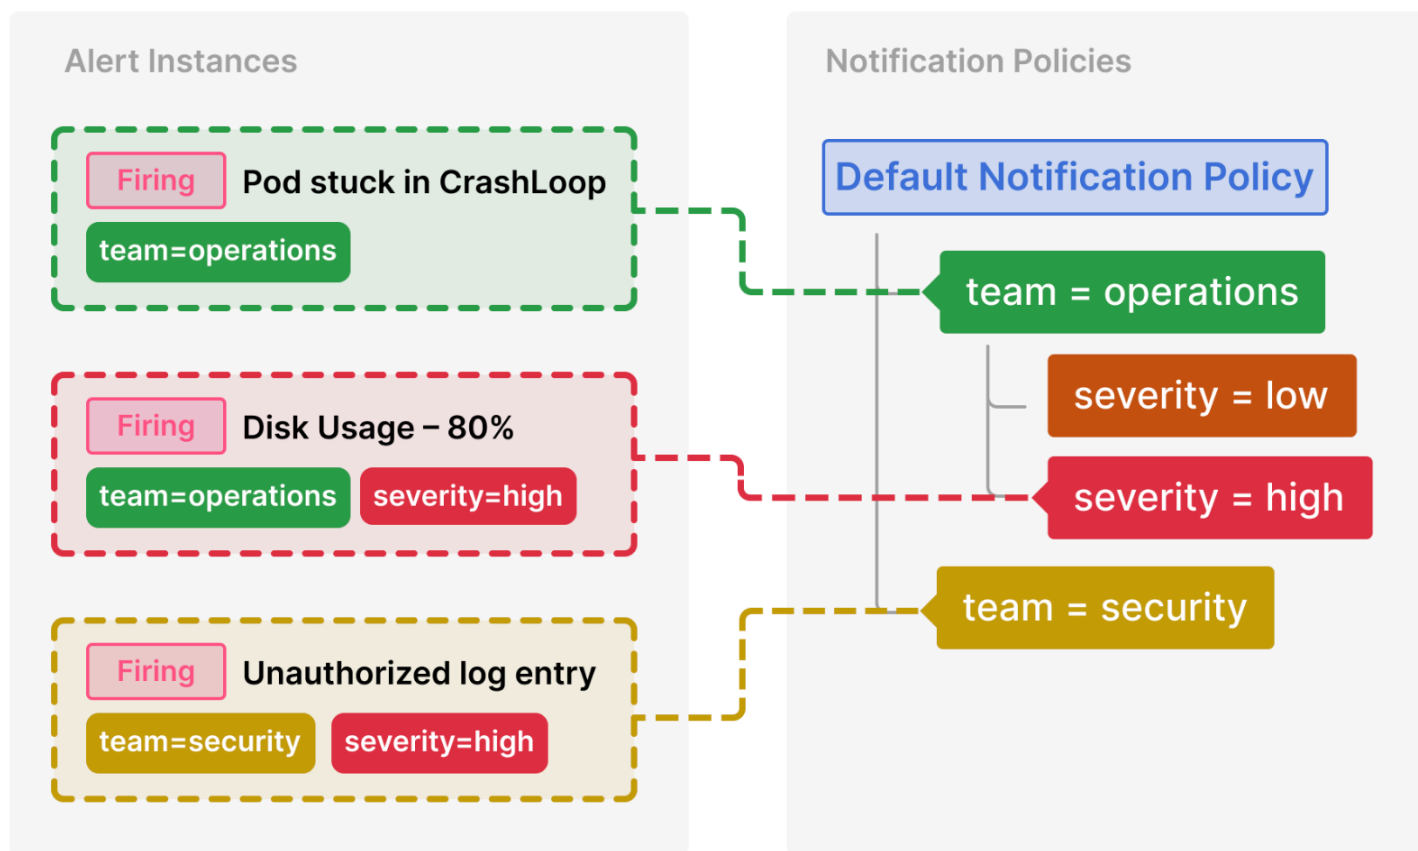 Alert Instances
Firing Pod stuck in CrashLoop
team=operations
Firing Disk Usage – 80%
team=operations severity=high
Firing Unauthorized log entry
team=security severity=high
Notification Policies
Default Notification Policy
team = operations
severity = low
severity = high
team = security